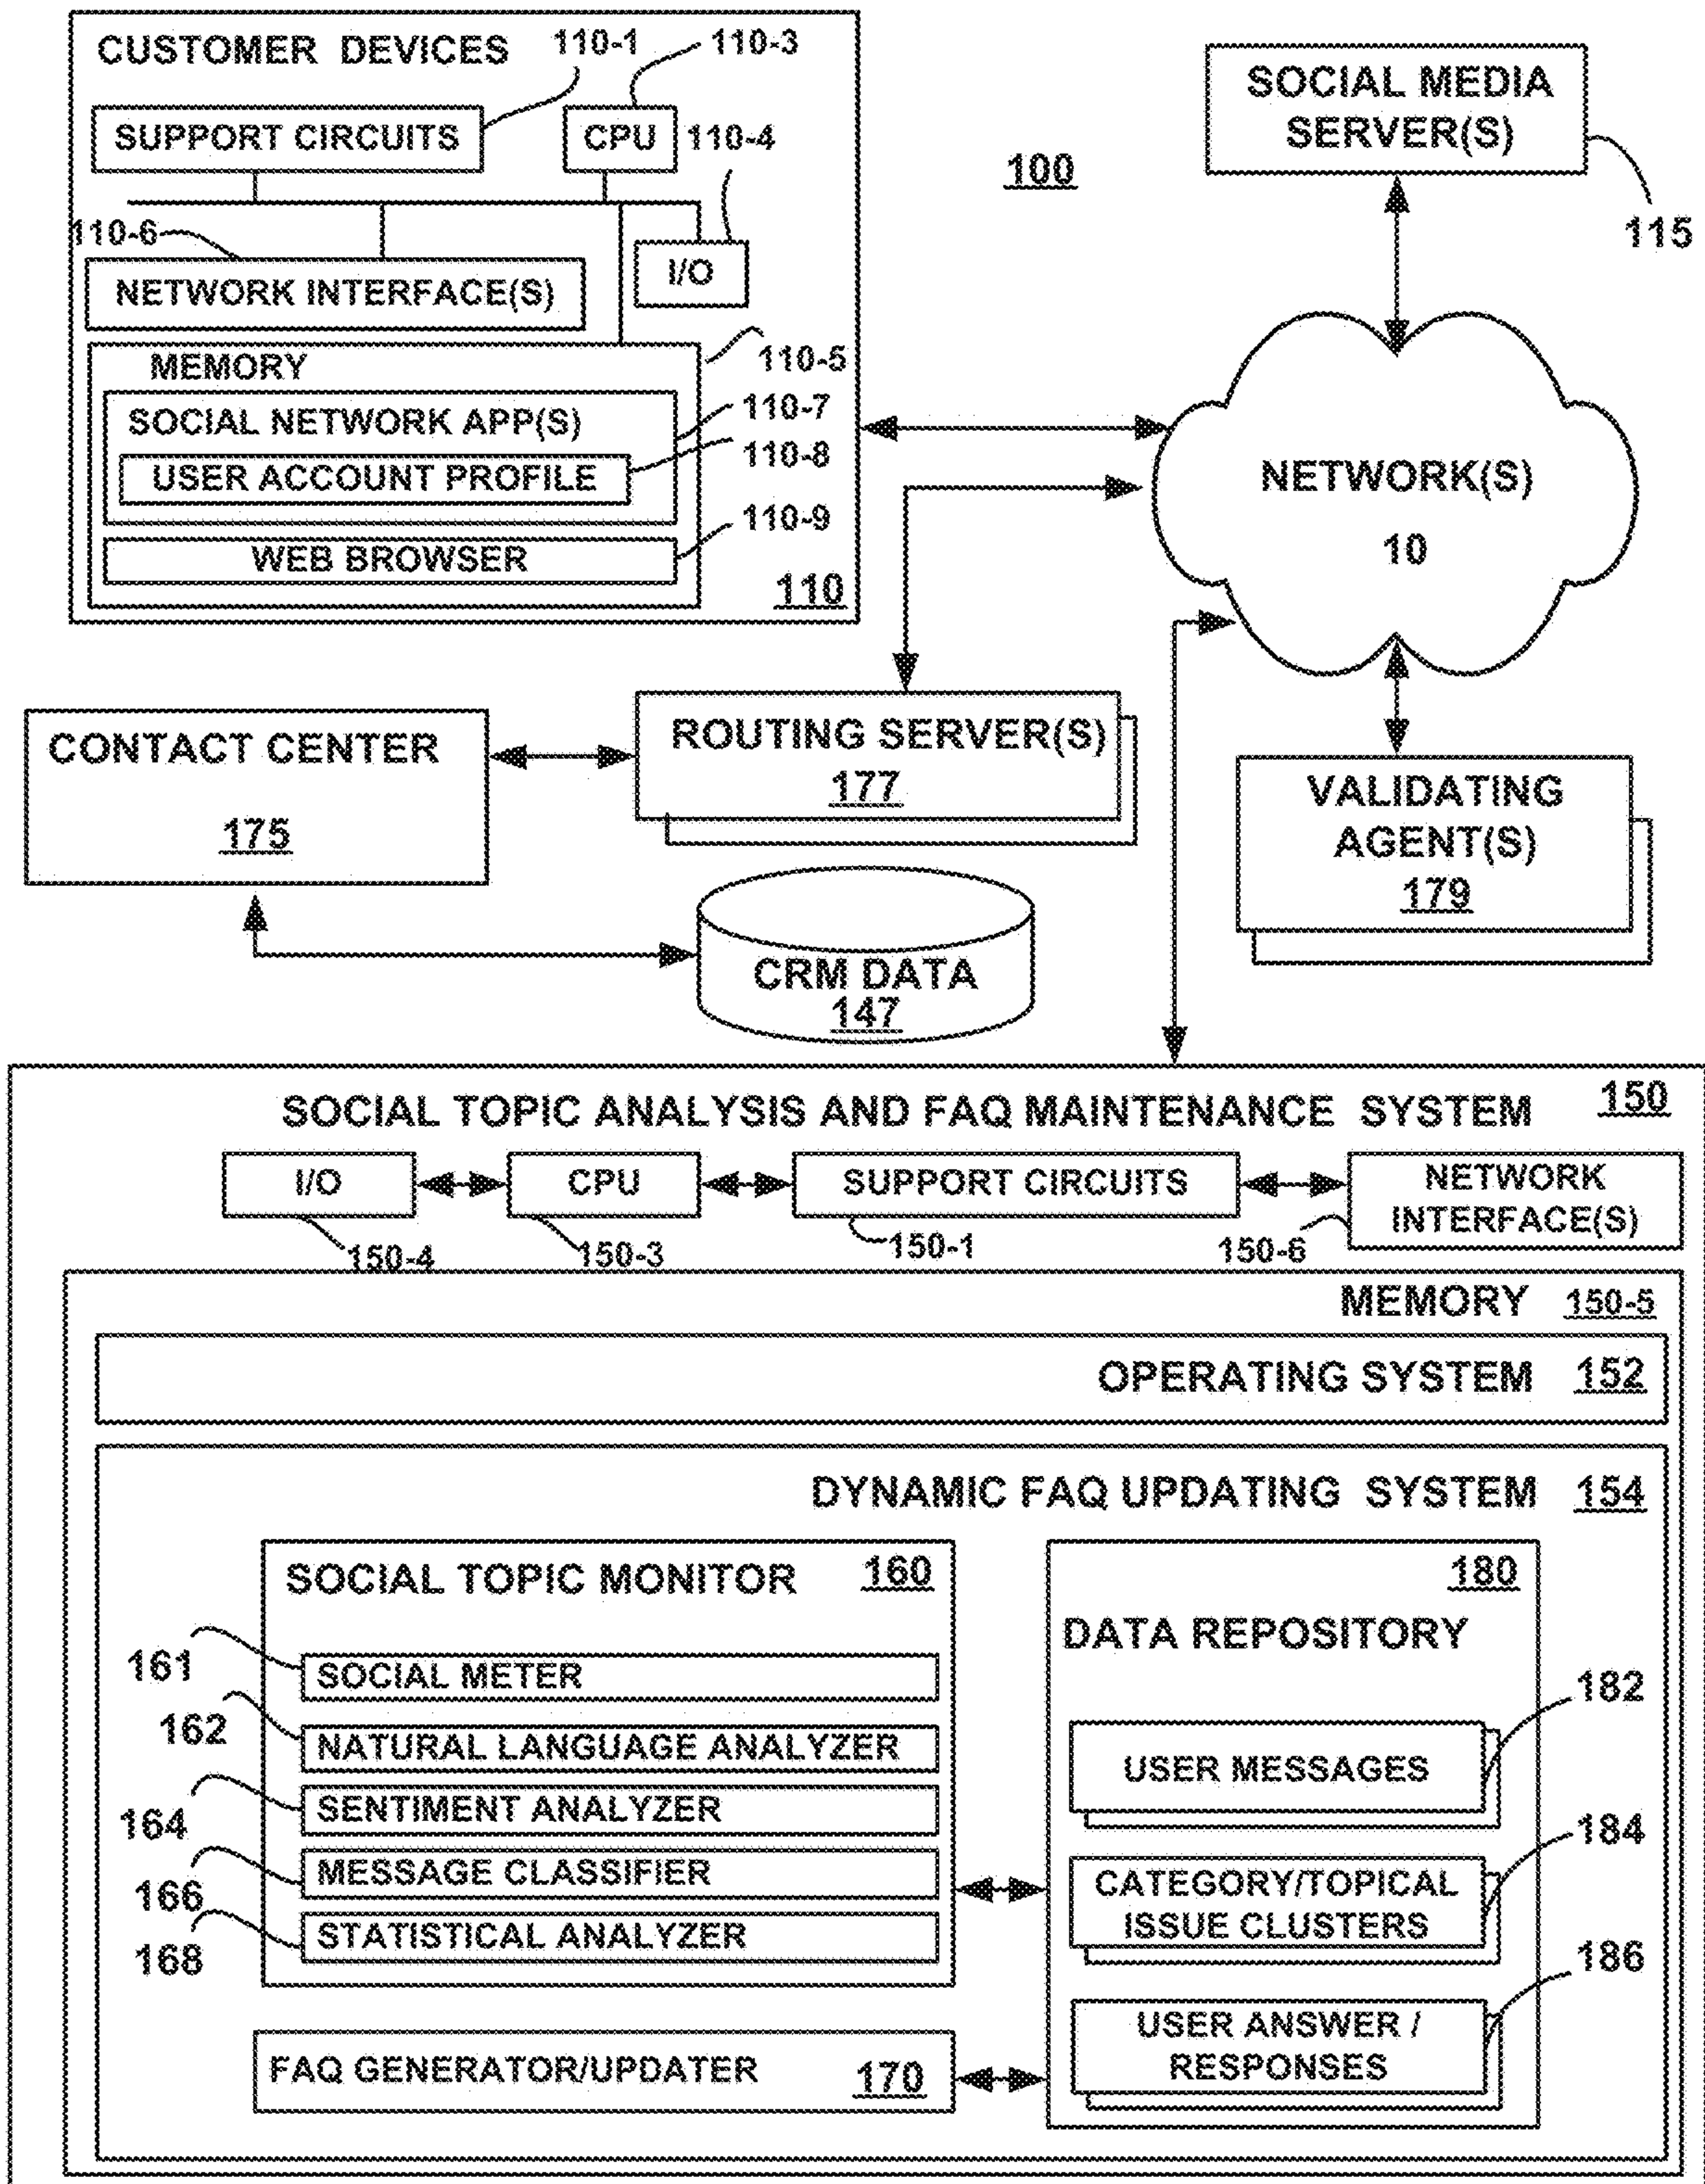 CUSTOMER DEVICES
110-1
110-3
SUPPORT CIRCUITS
CPU
110-4
110-6
I/O
NETWORK INTERFACE(S)
110-5
MEMORY
SOCIAL NETWORK APP(S)
110-7
USER ACCOUNT PROFILE
110-8
WEB BROWSER
110-9
110
100
SOCIAL MEDIA
SERVER(S)
115
NETWORK(S)
10
CONTACT CENTER
175
ROUTING SERVER(S)
177
VALIDATING
AGENT(S)
179
CRM DATA
147
SOCIAL TOPIC ANALYSIS AND FAQ MAINTENANCE SYSTEM
150
I/O
CPU
SUPPORT CIRCUITS
NETWORK
INTERFACE(S)
150-4
150-3
150-1
150-6
MEMORY
150-5
OPERATING SYSTEM
152
DYNAMIC FAQ UPDATING SYSTEM
154
SOCIAL TOPIC MONITOR
160
161
SOCIAL METER
162
NATURAL LANGUAGE ANALYZER
164
SENTIMENT ANALYZER
166
MESSAGE CLASSIFIER
168
STATISTICAL ANALYZER
FAQ GENERATOR/UPDATER
170
180
DATA REPOSITORY
182
USER MESSAGES
184
CATEGORY/TOPICAL
ISSUE CLUSTERS
186
USER ANSWER /
RESPONSES